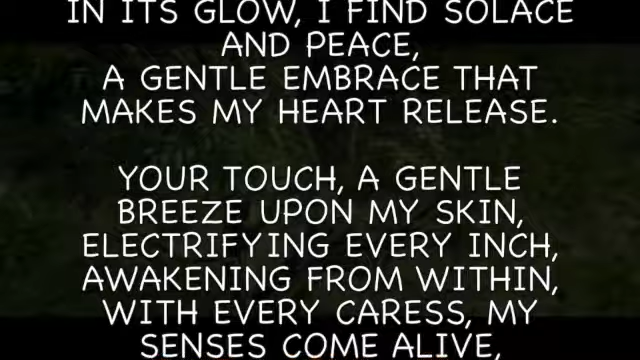 IN ITS GLOW, I FIND SOLACE
AND PEACE,
A GENTLE EMBRACE THAT
MAKES MY HEART RELEASE.
YOUR TOUCH, A GENTLE
BREEZE UPON MY SKIN,
ELECTRIFYING EVERY INCH,
AWAKENING FROM WITHIN,
WITH EVERY CARESS, MY
SENSES COME ALIVE,